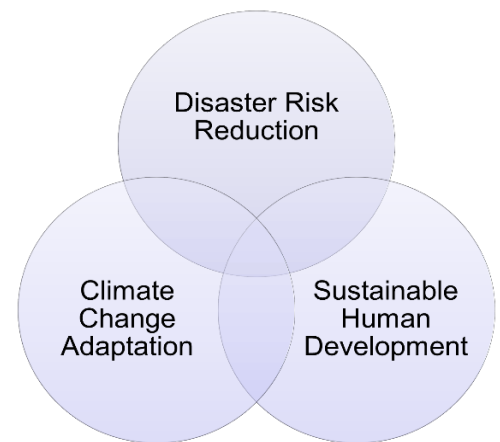 Disaster Risk
Reduction
Climate
Change
Adaptation
Sustainable
Human
Development